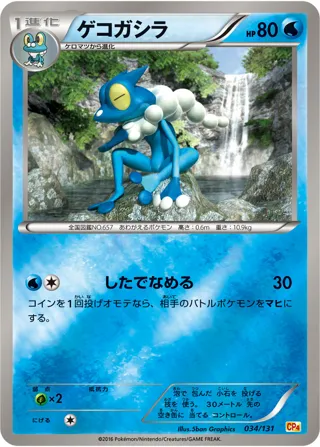 1進化
ゲコガシラ
HP80
ケロマツから進化
全国図鑑NO.657 あわがえるポケモン 高さ：0.6m 重さ：10.9kg
したでなめる 30
コインを1回投げオモテなら、相手のバトルポケモンをマヒに
する。
弱点
×2
抵抗力
にげる
泡で包んだ小石を投げる
技を使う。30メートル先の
空き缶に当てるコントロール。
Illus.5ban Graphics
CP4
034/131
©2016 Pokémon/Nintendo/Creatures/GAME FREAK.